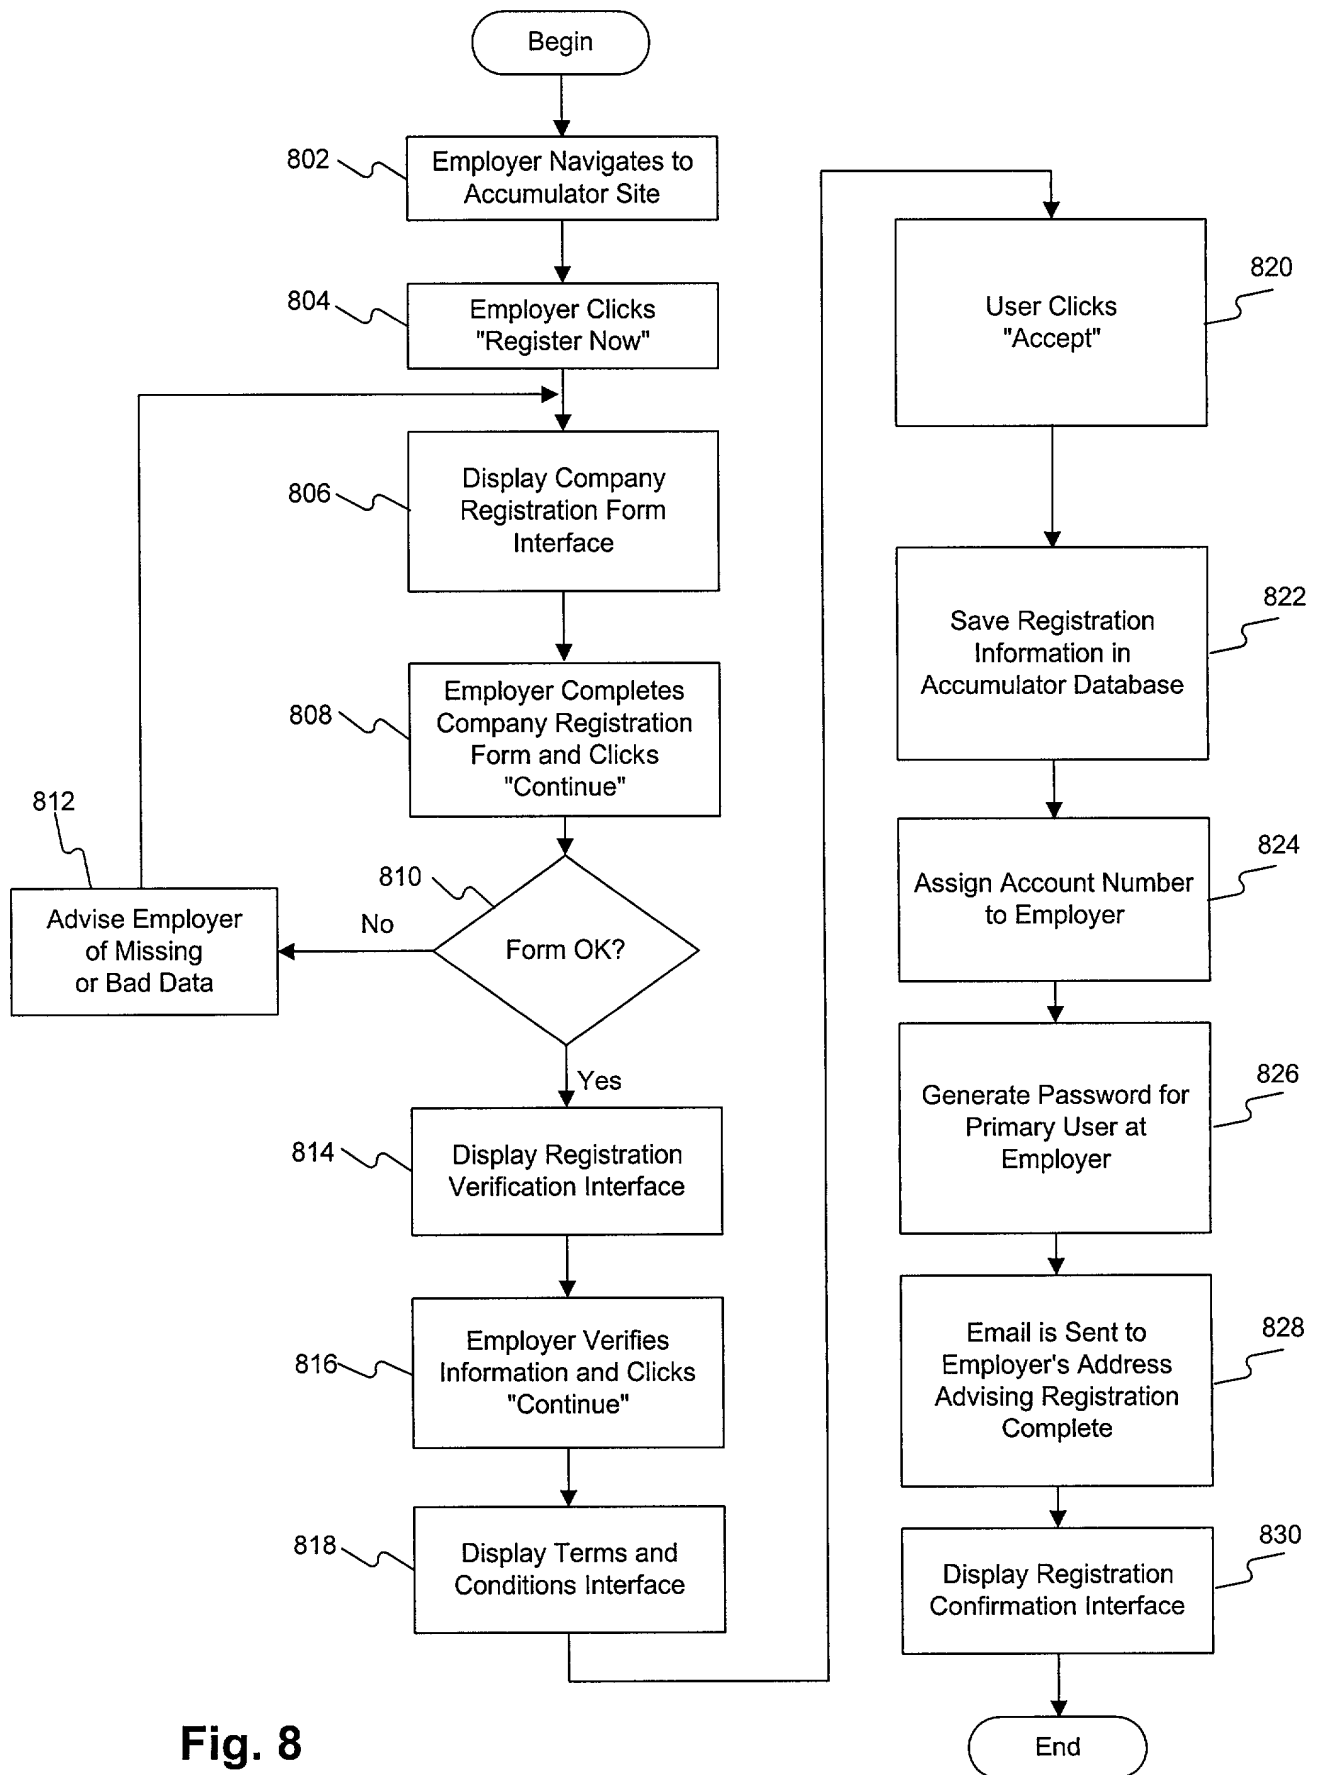 Begin
802
Employer Navigates to
Accumulator Site
804
Employer Clicks
"Register Now"
806
Display Company
Registration Form
Interface
808
Employer Completes
Company Registration
Form and Clicks
"Continue"
810
Form OK?
No
812
Advise Employer
of Missing
or Bad Data
Yes
814
Display Registration
Verification Interface
816
Employer Verifies
Information and Clicks
"Continue"
818
Display Terms and
Conditions Interface
820
User Clicks
"Accept"
822
Save Registration
Information in
Accumulator Database
824
Assign Account Number
to Employer
826
Generate Password for
Primary User at
Employer
828
Email is Sent to
Employer's Address
Advising Registration
Complete
830
Display Registration
Confirmation Interface
End
Fig. 8